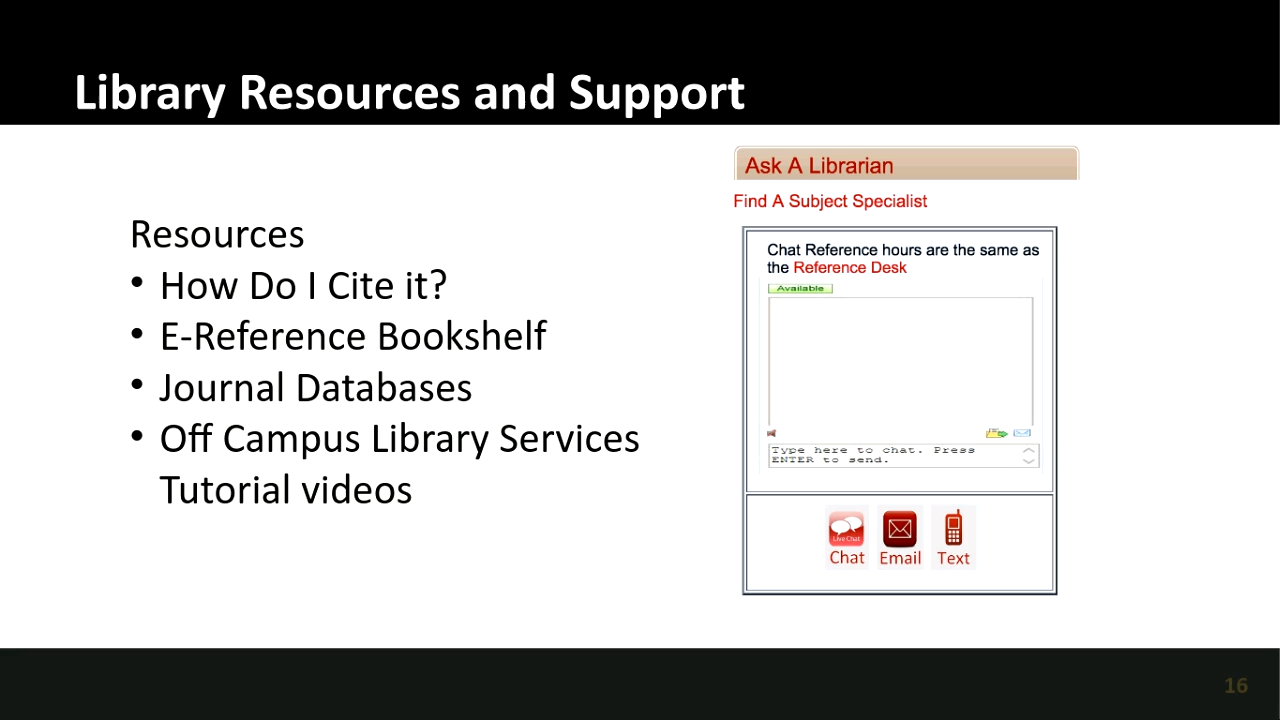 Library Resources and Support
Resources
• How Do I Cite it?
• E-Reference Bookshelf
• Journal Databases
• Off Campus Library Services
Tutorial videos
Ask A Librarian
Find A Subject Specialist
Chat Reference hours are the same as
the Reference Desk
Available
Type here to chat. Press
ENTER to send.
Live Chat
Chat Email Text
16